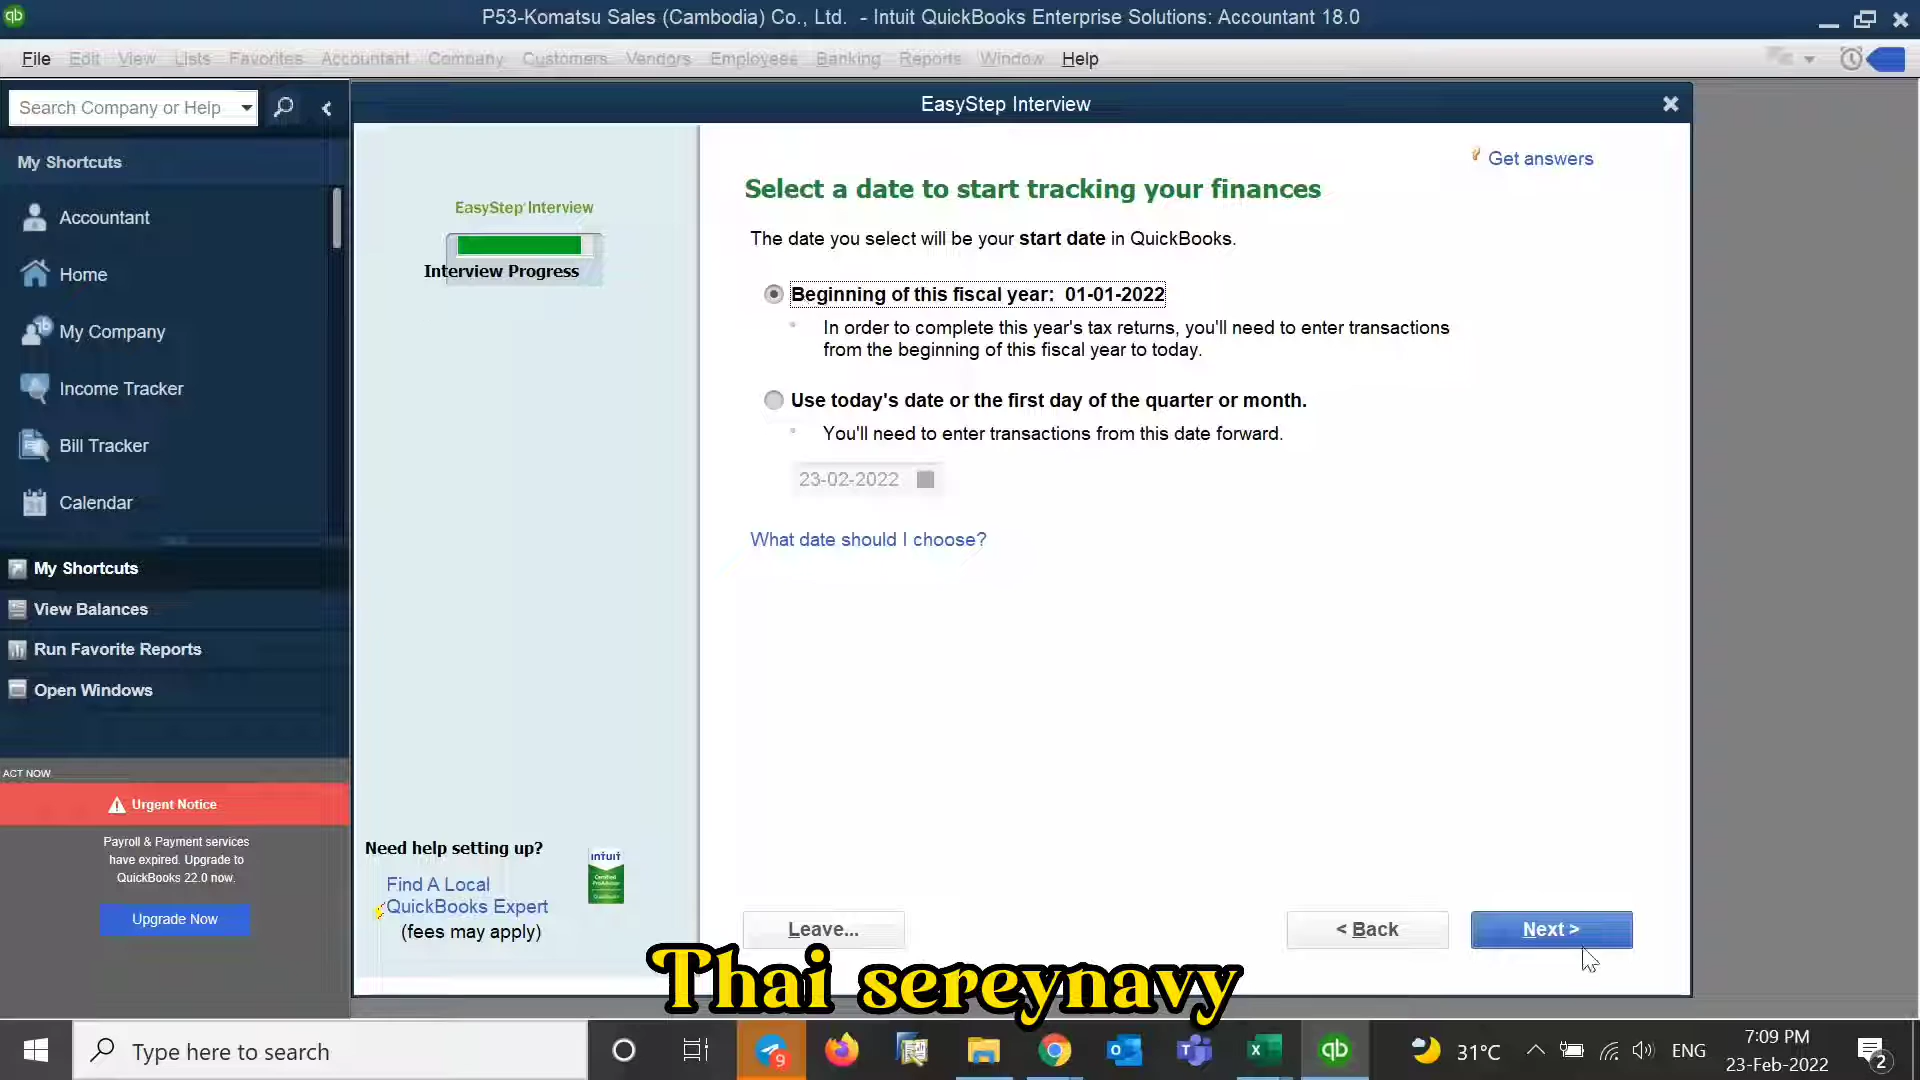 P53-Komatsu Sales (Cambodia) Co., Ltd. - Intuit QuickBooks Enterprise Solutions: Accountant 18.0
File Edit View Lists Favorites Accountant Company Customers Vendors Employees Banking Reports Window Help
Search Company or Help
EasyStep Interview
My Shortcuts
Accountant
Home
My Company
Income Tracker
Bill Tracker
Calendar
My Shortcuts
View Balances
Run Favorite Reports
Open Windows
ACT NOW
Urgent Notice
Payroll & Payment services
have expired. Upgrade to
QuickBooks 22.0 now.
Upgrade Now
EasyStep Interview
Interview Progress
Need help setting up?
Find A Local
QuickBooks Expert
(fees may apply)
intuit
Get answers
Select a date to start tracking your finances
The date you select will be your start date in QuickBooks.
Beginning of this fiscal year: 01-01-2022
In order to complete this year's tax returns, you'll need to enter transactions
from the beginning of this fiscal year to today.
Use today's date or the first day of the quarter or month.
You'll need to enter transactions from this date forward.
23-02-2022
What date should I choose?
Leave...
< Back
Next >
Thai sereynavy
Type here to search
9
31°C
ENG
7:09 PM
23-Feb-2022
2